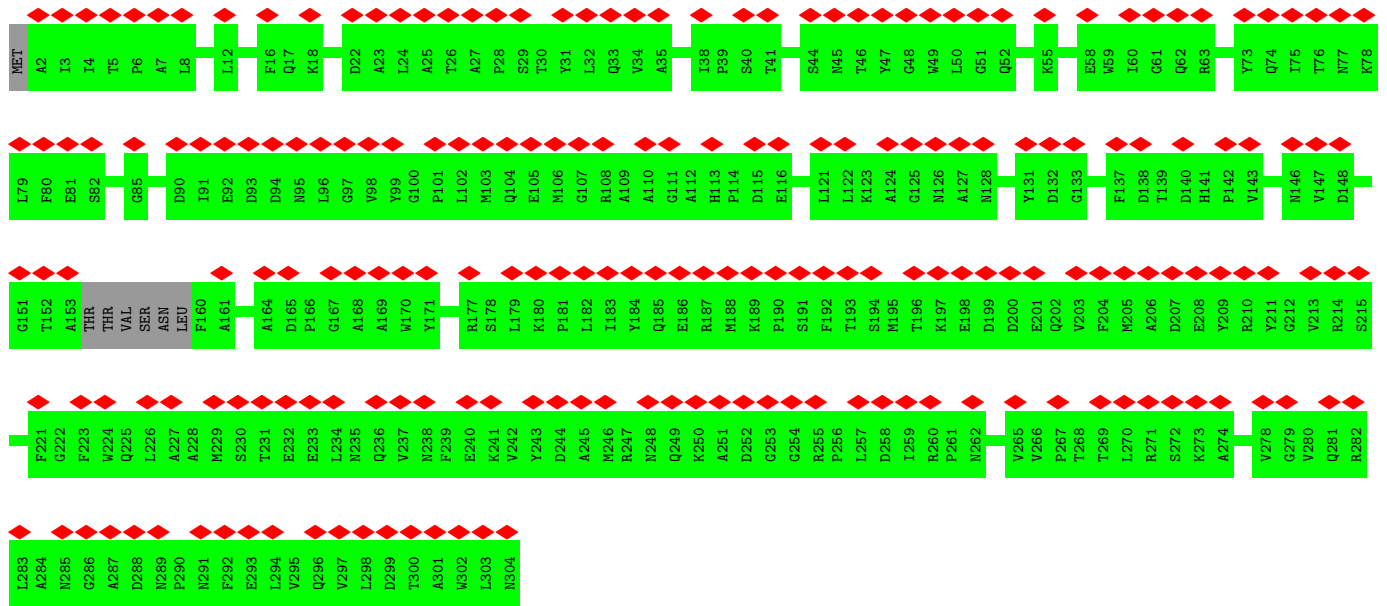 MET A2 I3 I4 T5 P6 A7 L8 L12 F16 Q17 K18 D22 A23 L24 A25 T26 A27 P28 S29 T30 Y31 L32 Q33 V34 A35 I38 P39 S40 T41 S44 N45 T46 Y47 G48 W49 L50 G51 Q52 K55 E58 W59 I60 G61 Q62 R63 Y73 Q74 I75 T76 N77 K78
L79 F80 E81 S82 G85 D90 I91 E92 D93 D94 N95 L96 G97 V98 Y99 G100 P101 L102 M103 Q104 E105 M106 G107 R108 A109 A110 G111 A112 H113 P114 D115 E116 L121 L122 K123 A124 G125 N126 A127 N128 Y131 D132 G133 F137 D138 T139 D140 H141 P142 V143 N146 V147 D148
G151 T152 A153 THR THR VAL SER ASN LEU F160 A161 A164 D165 P166 G167 A168 A169 W170 Y171 R177 S178 L179 K180 P181 L182 I183 Y184 Q185 E186 R187 M188 K189 P190 S191 F192 T193 S194 M195 T196 K197 E198 D199 D200 E201 Q202 V203 F204 M205 A206 D207 E208 Y209 R210 Y211 G212 V213 R214 S215
F221 G222 F223 W224 Q225 L226 A227 A228 M229 S230 T231 E232 E233 L234 N235 Q236 V237 N238 F239 E240 K241 V242 Y243 D244 A245 M246 R247 N248 Q249 K250 A251 D252 G253 G254 R255 P256 L257 D258 I259 R260 P261 N262 V265 V266 P267 T268 T269 L270 R271 S272 K273 A274 V278 G279 V280 Q281 R282
L283 A284 N285 G286 A287 D288 N289 P290 N291 F292 E293 L294 V295 Q296 V297 L298 D299 T300 A301 W302 L303 N304